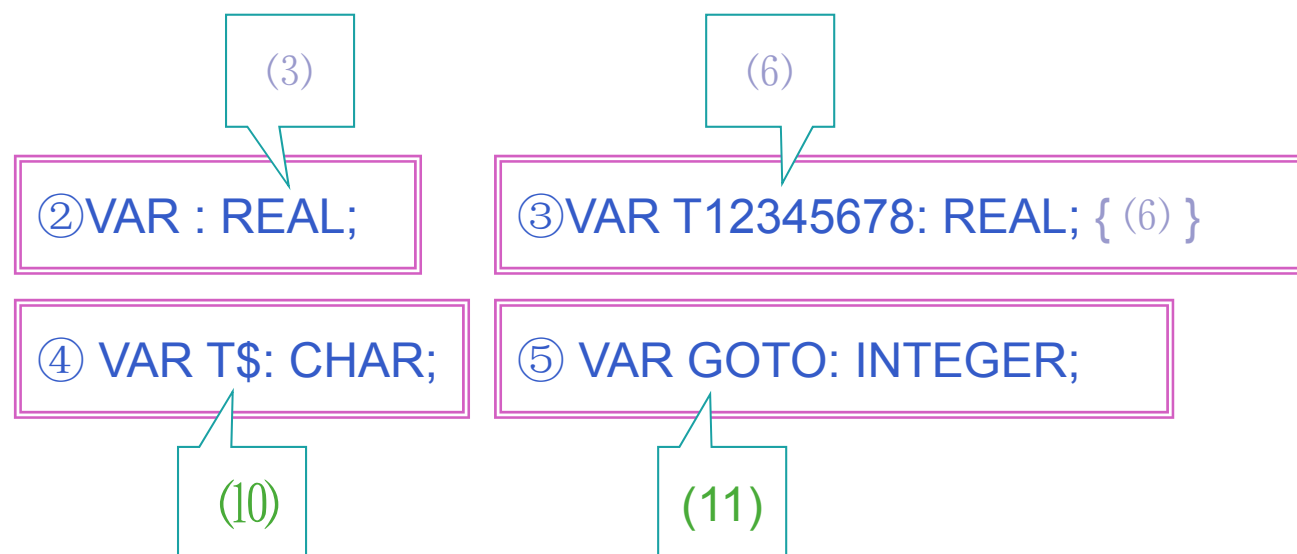 (3)
(6)
②VAR : REAL;
③VAR T12345678: REAL; { (6) }
④ VAR T$: CHAR;
⑤ VAR GOTO: INTEGER;
(10)
(11)